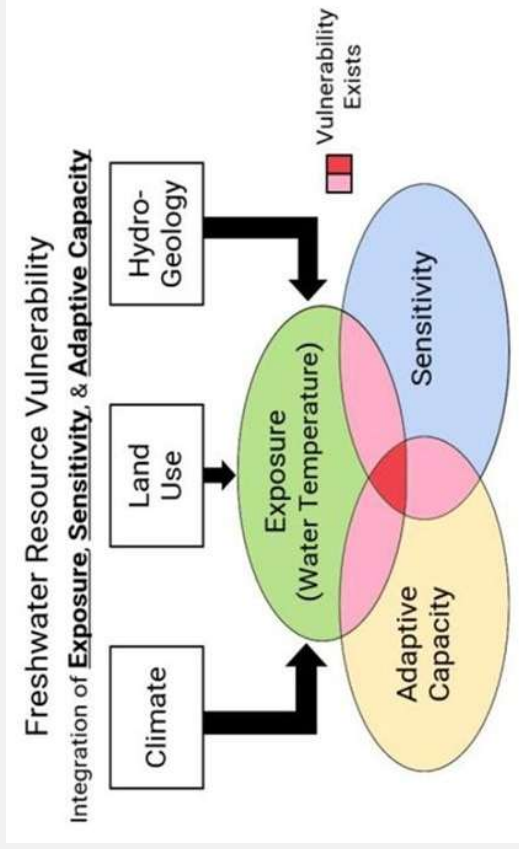 Freshwater Resource Vulnerability
Integration of Exposure, Sensitivity, & Adaptive Capacity
Climate
Land
Use
Hydro-
Geology
Exposure
(Water Temperature)
Vulnerability
Exists
Adaptive
Capacity
Sensitivity